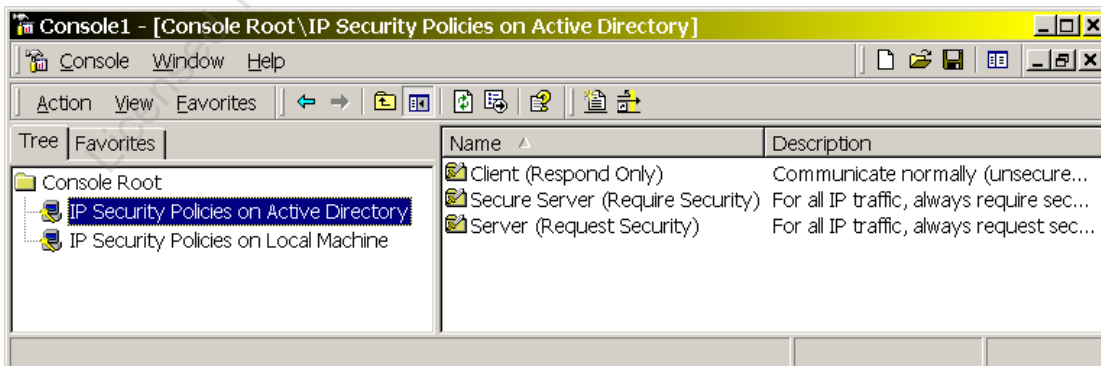 Console1 - [Console Root\IP Security Policies on Active Directory]
Console Window Help
Action View Favorites
Tree Favorites
Name Description
Console Root
IP Security Policies on Active Directory
IP Security Policies on Local Machine
Client (Respond Only) Communicate normally (unsecure...
Secure Server (Require Security) For all IP traffic, always require sec...
Server (Request Security) For all IP traffic, always request sec...